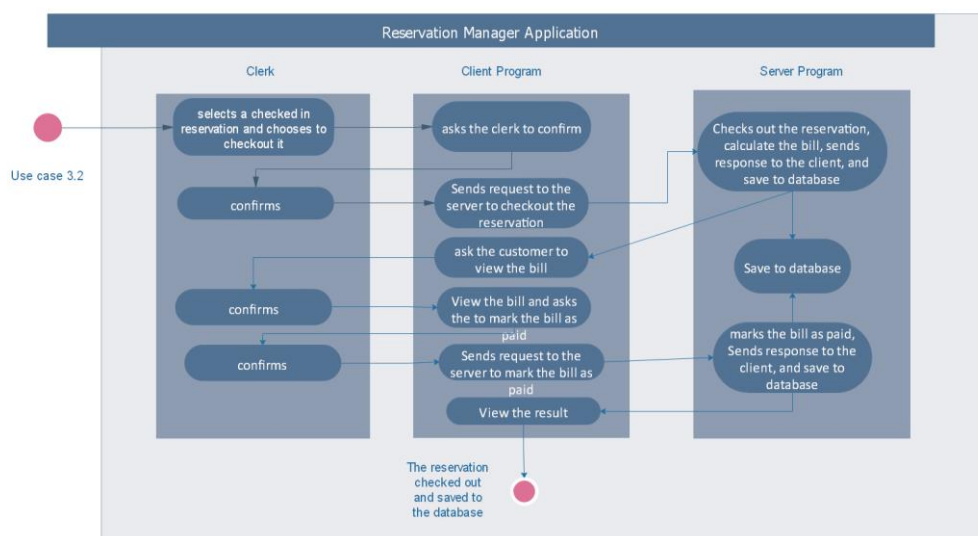 Reservation Manager Application
Clerk
Client Program
Server Program
selects a checked in
reservation and chooses to
checkout it
asks the clerk to confirm
Checks out the reservation,
calculate the bill, sends
response to the client, and
save to database
Use case 3.2
confirms
Sends request to the
server to checkout the
reservation
ask the customer to
view the bill
Save to database
confirms
View the bill and asks
the to mark the bill as
paid
marks the bill as paid,
Sends response to the
client, and save to
database
confirms
Sends request to the
server to mark the bill as
paid
View the result
The reservation
checked out
and saved to
the database